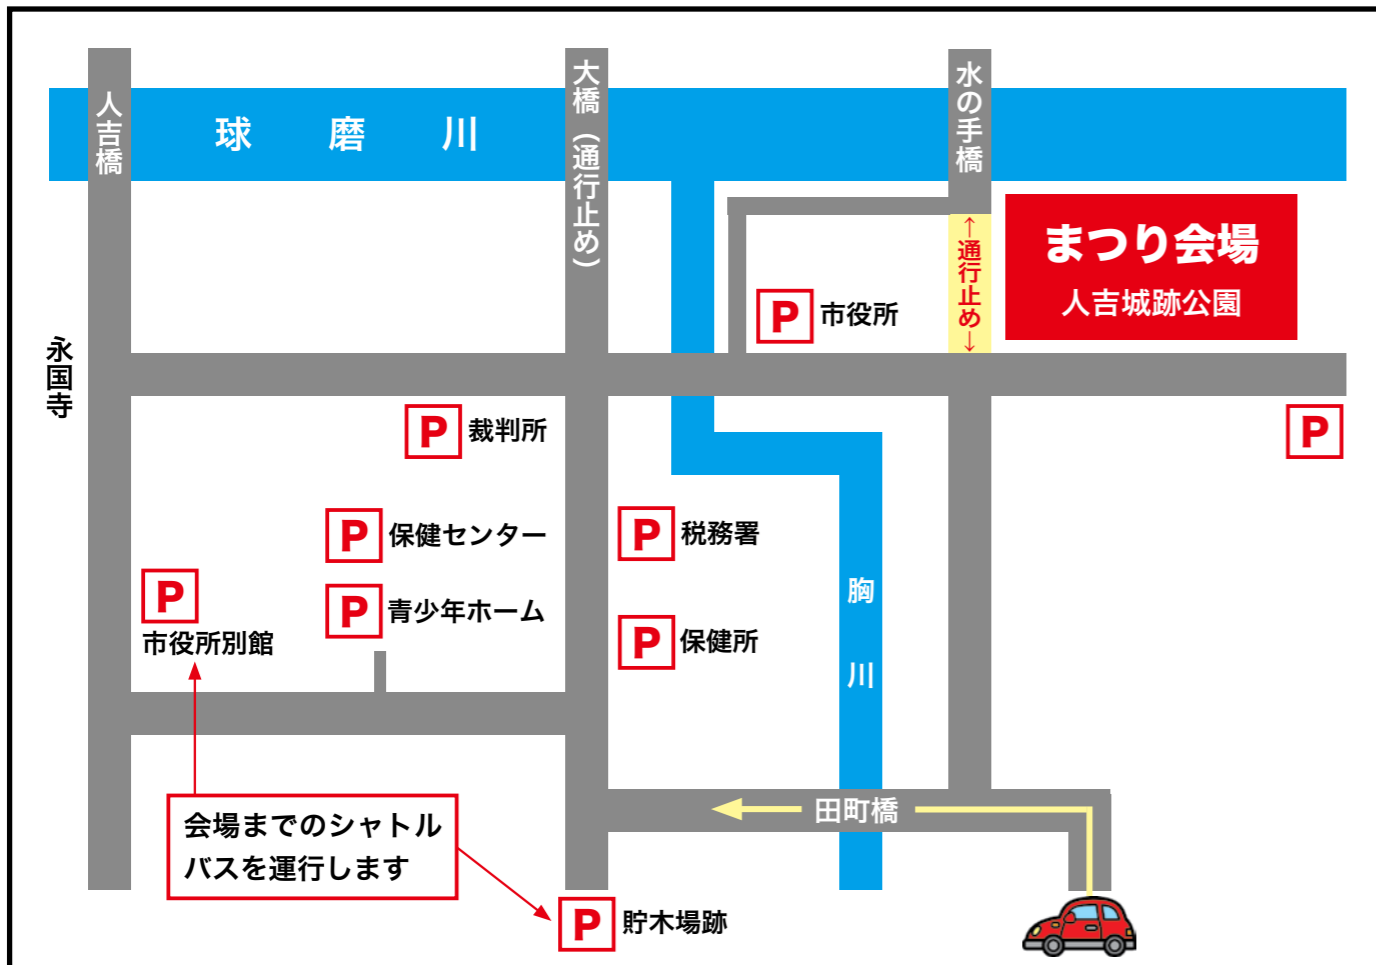 人吉橋
球磨川
大橋（通行止め）
水の手橋
↑通行止め↓
まつり会場
人吉城跡公園
P 市役所
永国寺
P 裁判所
P
P 保健センター
P 税務署
P
市役所別館
P 青少年ホーム
P 保健所
胸川
会場までのシャトル
バスを運行します
田町橋
P 貯木場跡